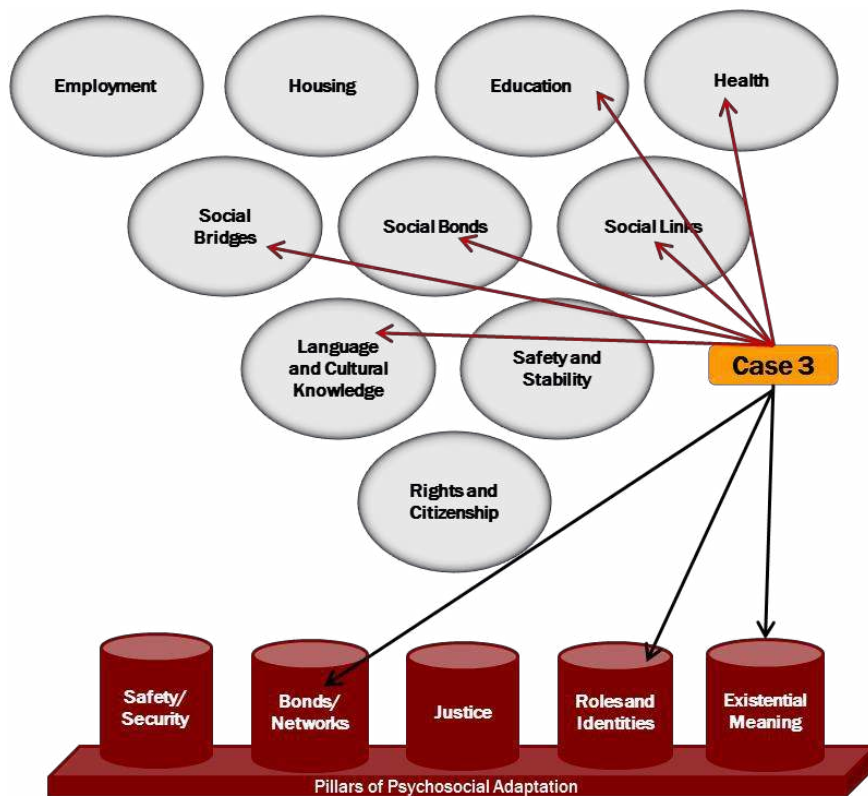 Employment
Housing
Education
Health
Social
Bridges
Social Bonds
Social Links
Language
and Cultural
Knowledge
Safety and
Stability
Case 3
Rights and
Citizenship
Safety/
Security
Bonds/
Networks
Justice
Roles and
Identities
Existential
Meaning
Pillars of Psychosocial Adaptation